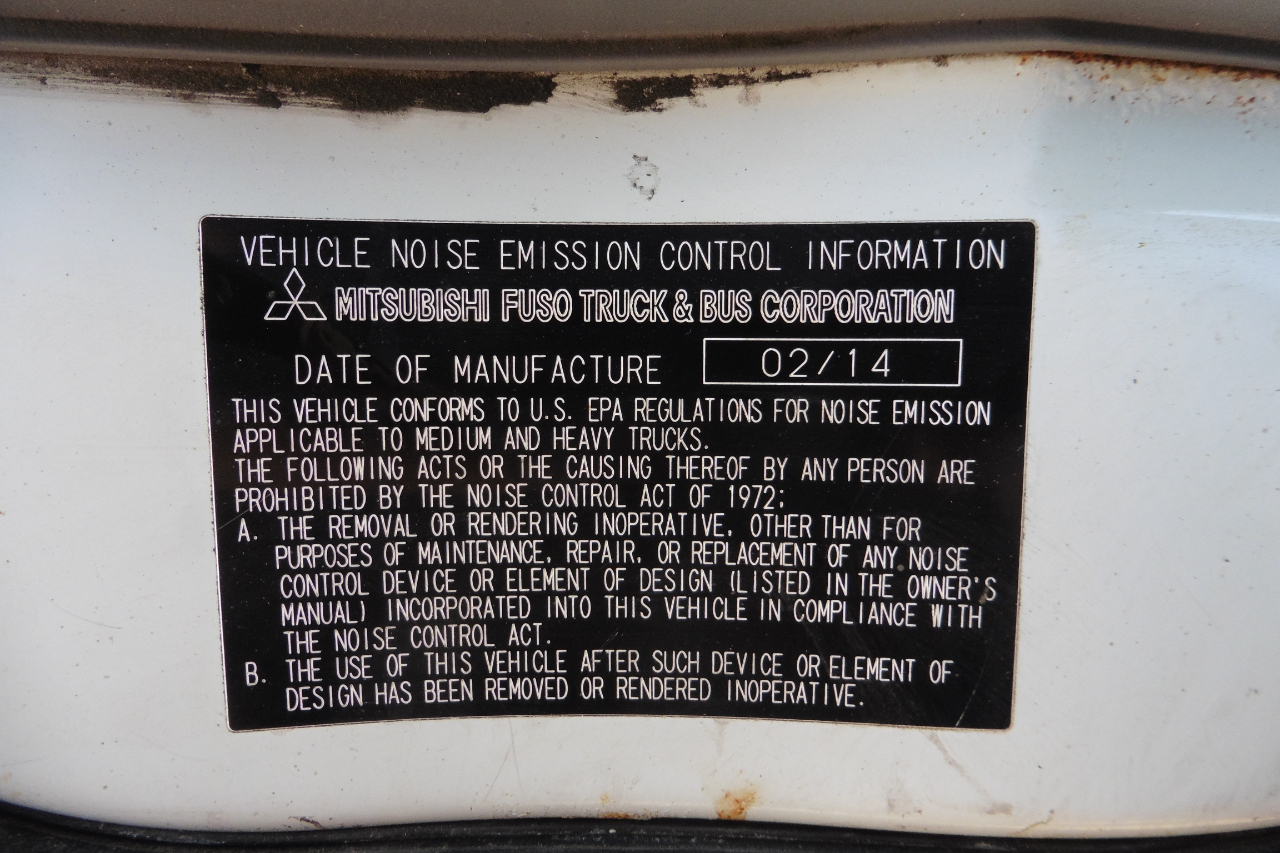 VEHICLE NOISE EMISSION CONTROL INFORMATION
MITSUBISHI FUSO TRUCK & BUS CORPORATION
DATE OF MANUFACTURE 02/14
THIS VEHICLE CONFORMS TO U.S. EPA REGULATIONS FOR NOISE EMISSION
APPLICABLE TO MEDIUM AND HEAVY TRUCKS.
THE FOLLOWING ACTS OR THE CAUSING THEREOF BY ANY PERSON ARE
PROHIBITED BY THE NOISE CONTROL ACT OF 1972:
A. THE REMOVAL OR RENDERING INOPERATIVE, OTHER THAN FOR
PURPOSES OF MAINTENANCE, REPAIR, OR REPLACEMENT OF ANY NOISE
CONTROL DEVICE OR ELEMENT OF DESIGN (LISTED IN THE OWNER'S
MANUAL) INCORPORATED INTO THIS VEHICLE IN COMPLIANCE WITH
THE NOISE CONTROL ACT.
B. THE USE OF THIS VEHICLE AFTER SUCH DEVICE OR ELEMENT OF
DESIGN HAS BEEN REMOVED OR RENDERED INOPERATIVE.